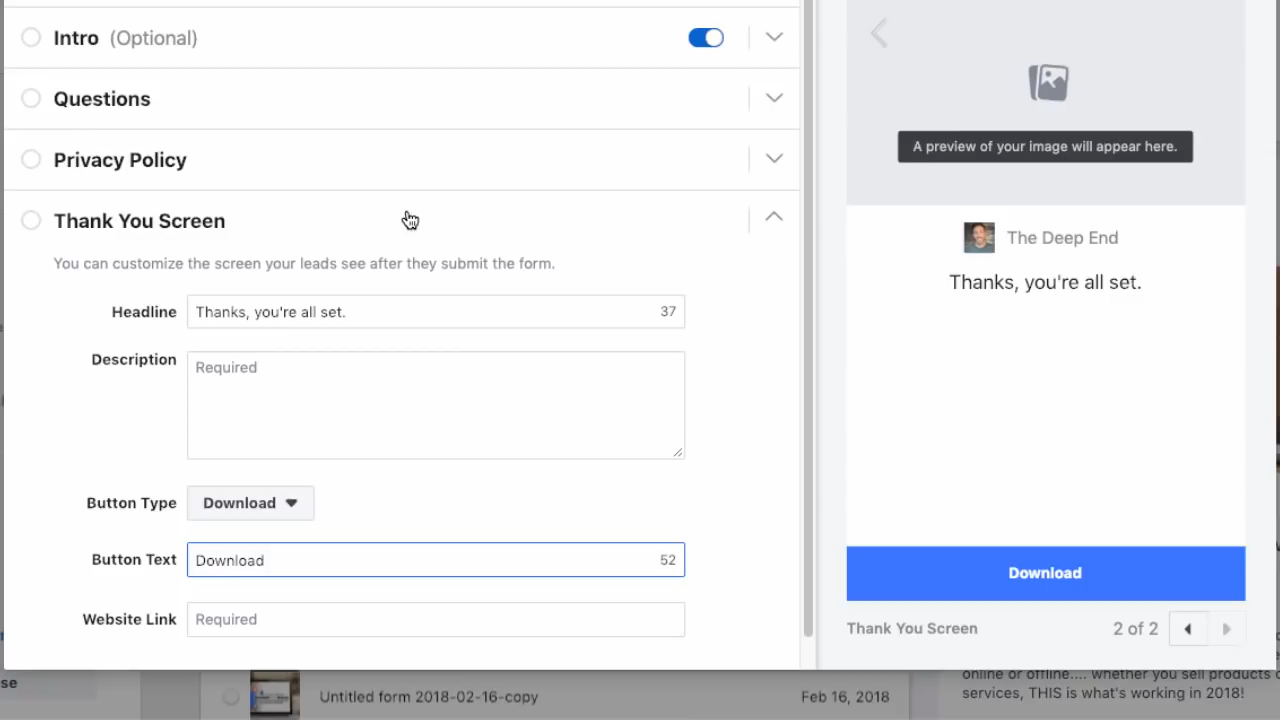 Intro (Optional)
Questions
Privacy Policy
Thank You Screen
You can customize the screen your leads see after they submit the form.
Headline Thanks, you're all set. 37
Description Required
Button Type Download
Button Text Download 52
Website Link Required
A preview of your image will appear here.
The Deep End
Thanks, you're all set.
Download
Thank You Screen 2 of 2
se
Untitled form 2018-02-16-copy Feb 16, 2018
online or offline.... whether you sell products o
services, THIS is what's working in 2018!